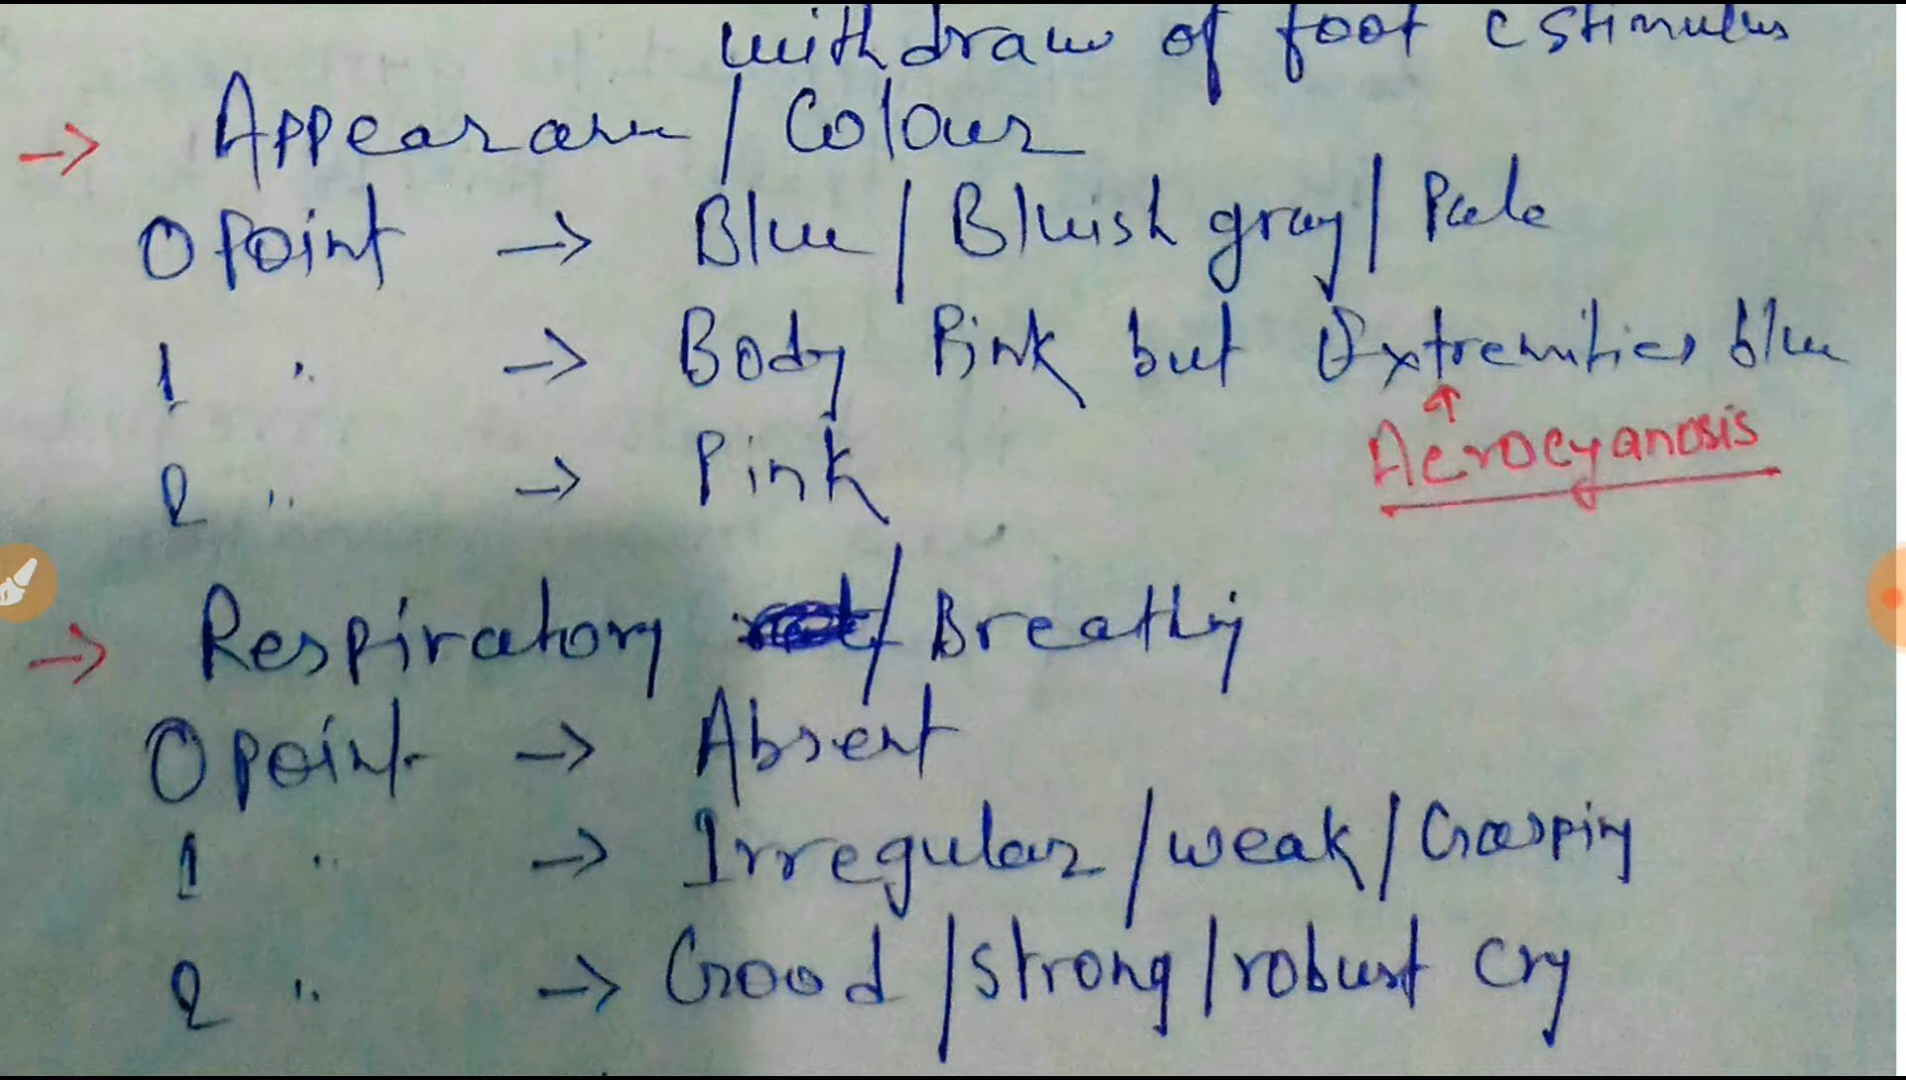 withdraw of foot c stimulus
→ Appearance / Colour
0 Point → Blue / Bluish gray / Pale
1 " → Body Pink but Extremities blue
↑
Acrocyanosis
2 " → Pink
→ Respiratory / Breathing
0 point → Absent
1 " → Irregular / weak / Gasping
2 " → Good / strong / robust cry